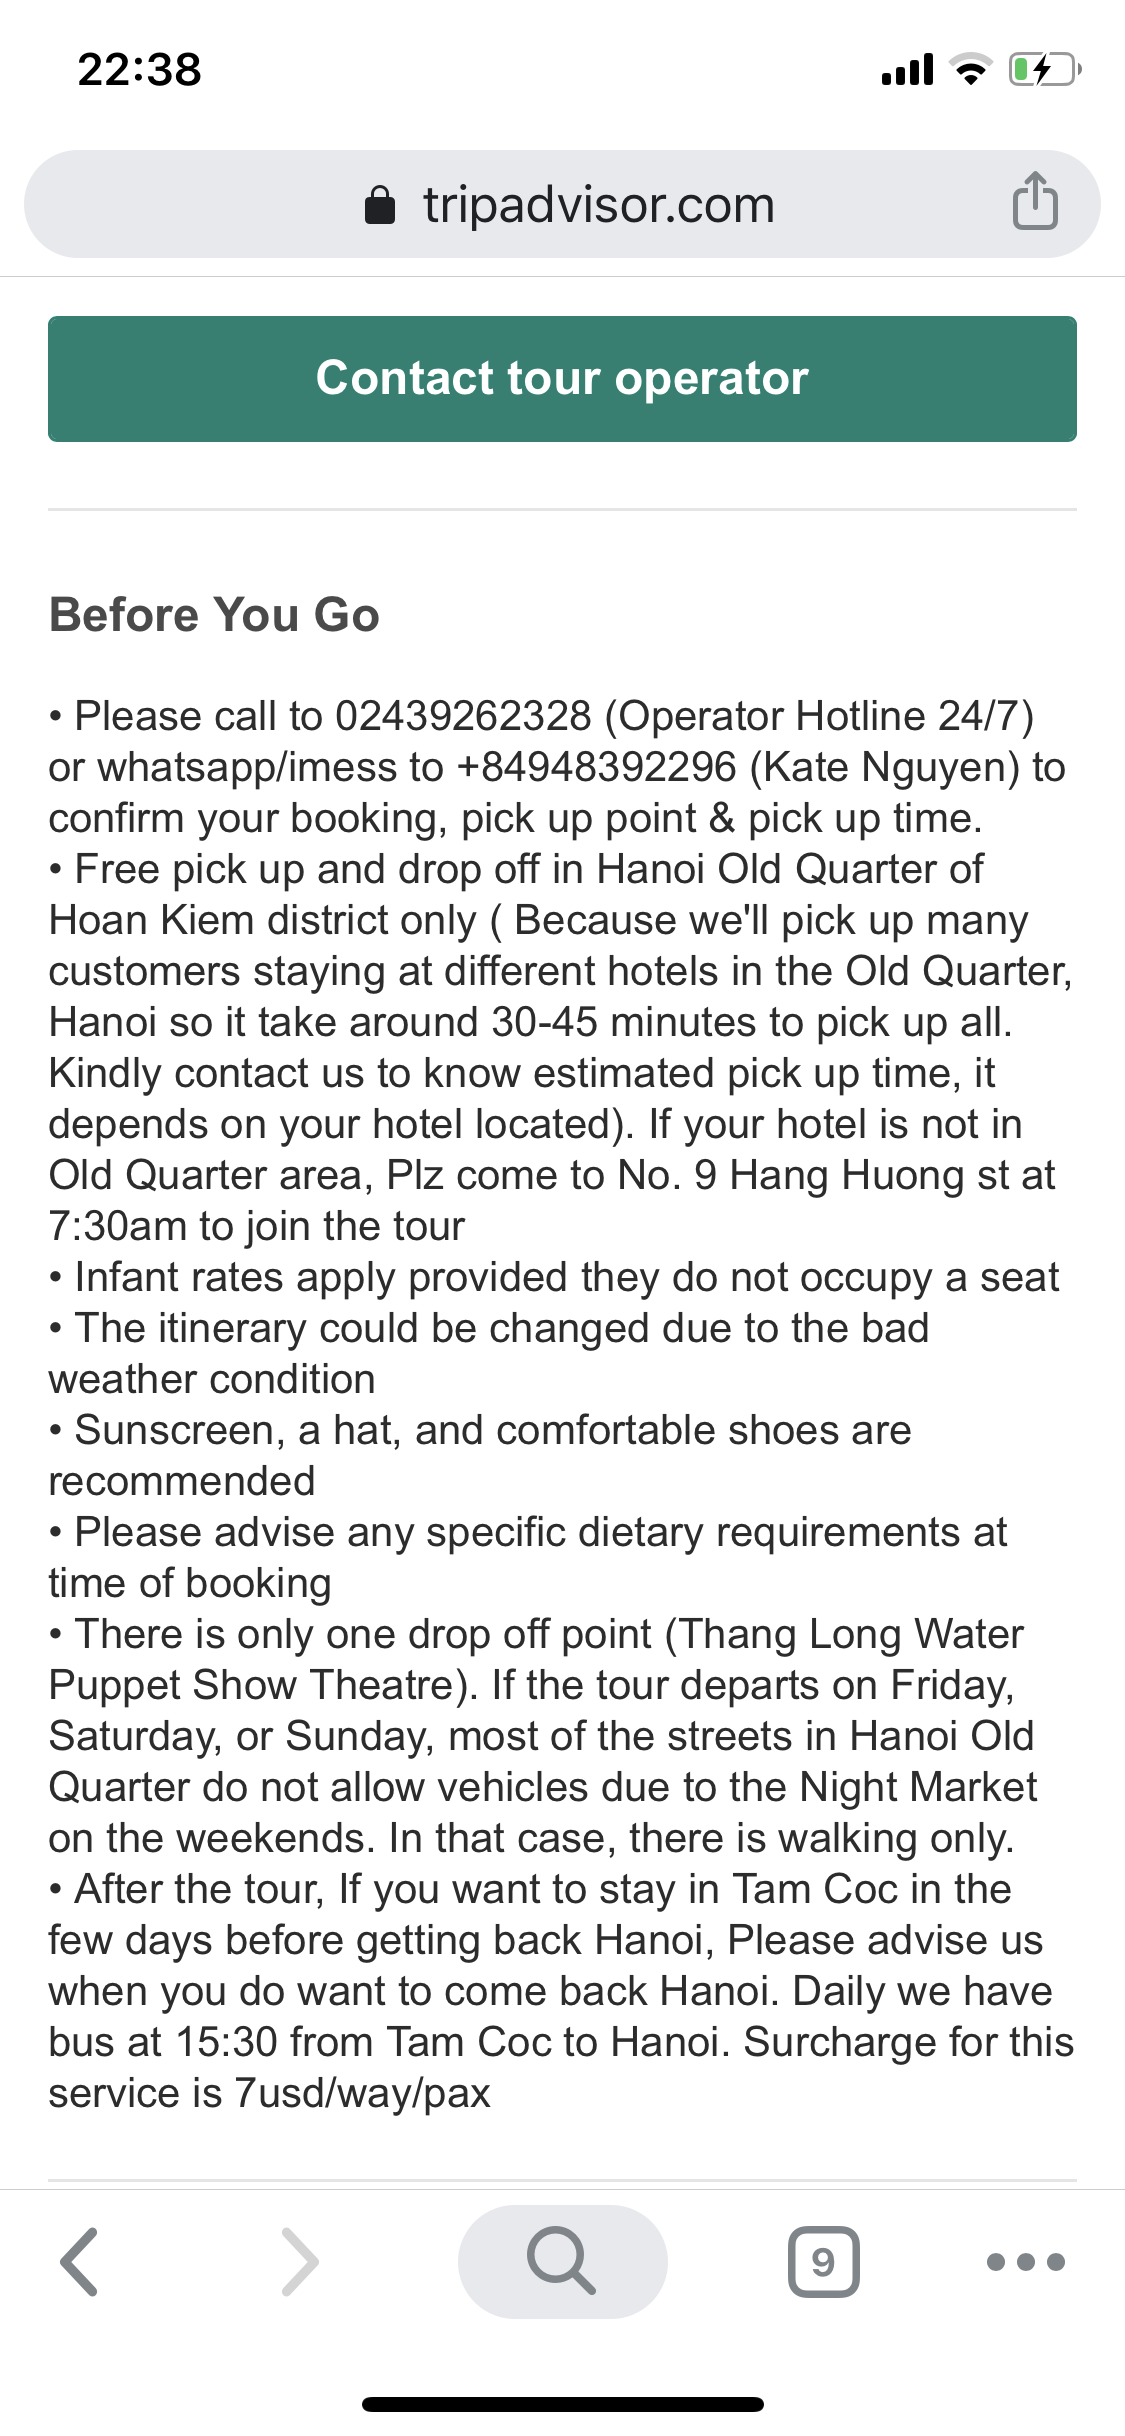 22:38
tripadvisor.com
Contact tour operator
Before You Go
• Please call to 02439262328 (Operator Hotline 24/7)
or whatsapp/imess to +84948392296 (Kate Nguyen) to
confirm your booking, pick up point & pick up time.
• Free pick up and drop off in Hanoi Old Quarter of
Hoan Kiem district only ( Because we'll pick up many
customers staying at different hotels in the Old Quarter,
Hanoi so it take around 30-45 minutes to pick up all.
Kindly contact us to know estimated pick up time, it
depends on your hotel located). If your hotel is not in
Old Quarter area, Plz come to No. 9 Hang Huong st at
7:30am to join the tour
• Infant rates apply provided they do not occupy a seat
• The itinerary could be changed due to the bad
weather condition
• Sunscreen, a hat, and comfortable shoes are
recommended
• Please advise any specific dietary requirements at
time of booking
• There is only one drop off point (Thang Long Water
Puppet Show Theatre). If the tour departs on Friday,
Saturday, or Sunday, most of the streets in Hanoi Old
Quarter do not allow vehicles due to the Night Market
on the weekends. In that case, there is walking only.
• After the tour, If you want to stay in Tam Coc in the
few days before getting back Hanoi, Please advise us
when you do want to come back Hanoi. Daily we have
bus at 15:30 from Tam Coc to Hanoi. Surcharge for this
service is 7usd/way/pax
9